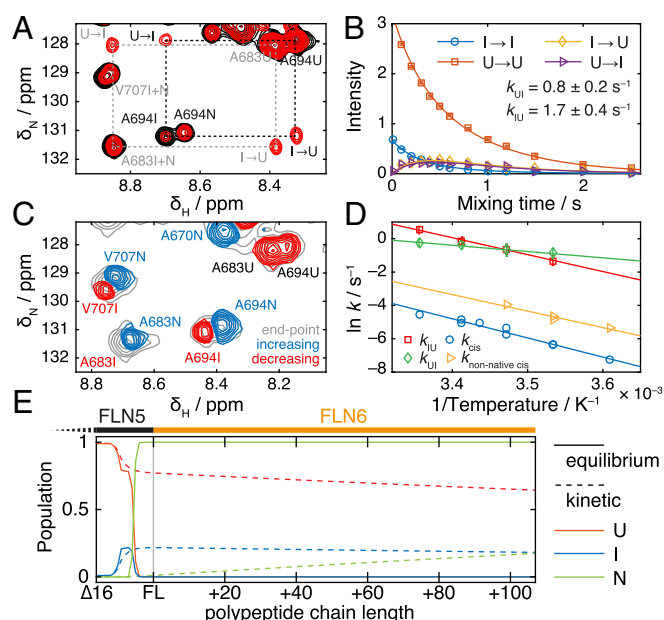 A
U→I
U→I
128
A683U
A694U
129
V707I+N
130
A694I
A694N
131
132
A683I+N
I→U
I→U
δN / ppm
8.8
8.6
8.4
δH / ppm
B
Intensity
I→I
I→U
U→U
U→I
kUI = 0.8 ± 0.2 s−1
kIU = 1.7 ± 0.4 s−1
3
2
1
0
0
1
2
Mixing time / s
C
δN / ppm
128
129
130
131
132
A670N
V707N
A683U
A694U
V707I
A683N
A694N
A683I
A694I
end-point
increasing
decreasing
8.8
8.6
8.4
8.2
δH / ppm
D
ln k / s−1
0
−2
−4
−6
−8
kIU
kcis
kUI
knon-native cis
3.4
3.5
3.6
× 10−3
1/Temperature / K−1
E
FLN5
FLN6
Population
1
0.5
0
Δ16
FL
+20
+40
+60
+80
+100
polypeptide chain length
equilibrium
kinetic
U
I
N